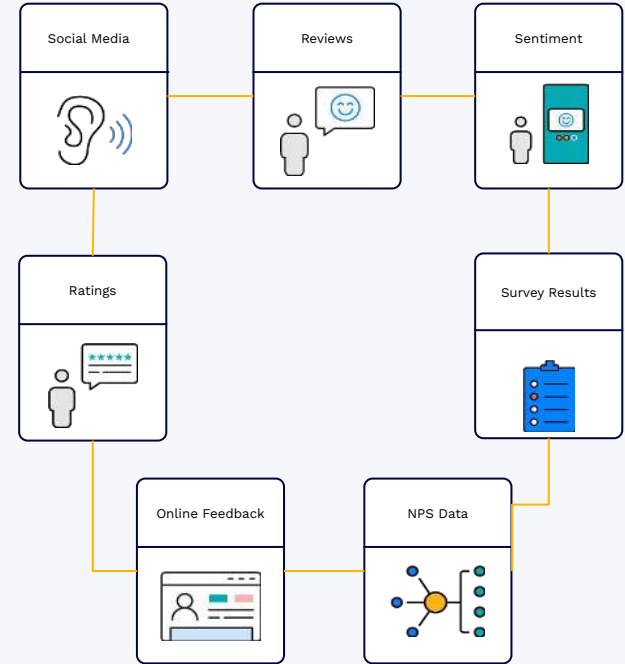 Social Media
Reviews
Sentiment
Ratings
Survey Results
Online Feedback
NPS Data